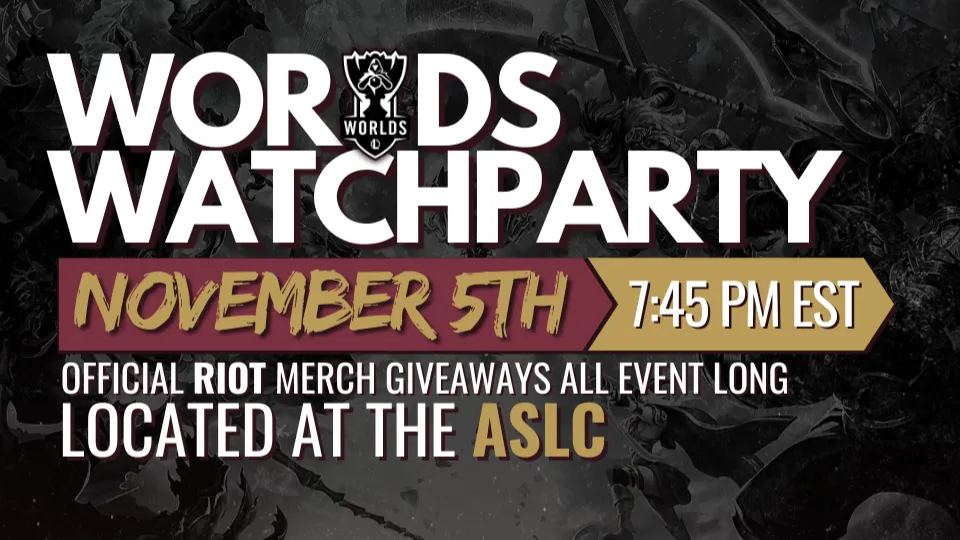 WORLDS
WORLDS
WATCHPARTY
NOVEMBER 5TH
7:45 PM EST
OFFICIAL RIOT MERCH GIVEAWAYS ALL EVENT LONG
LOCATED AT THE ASLC